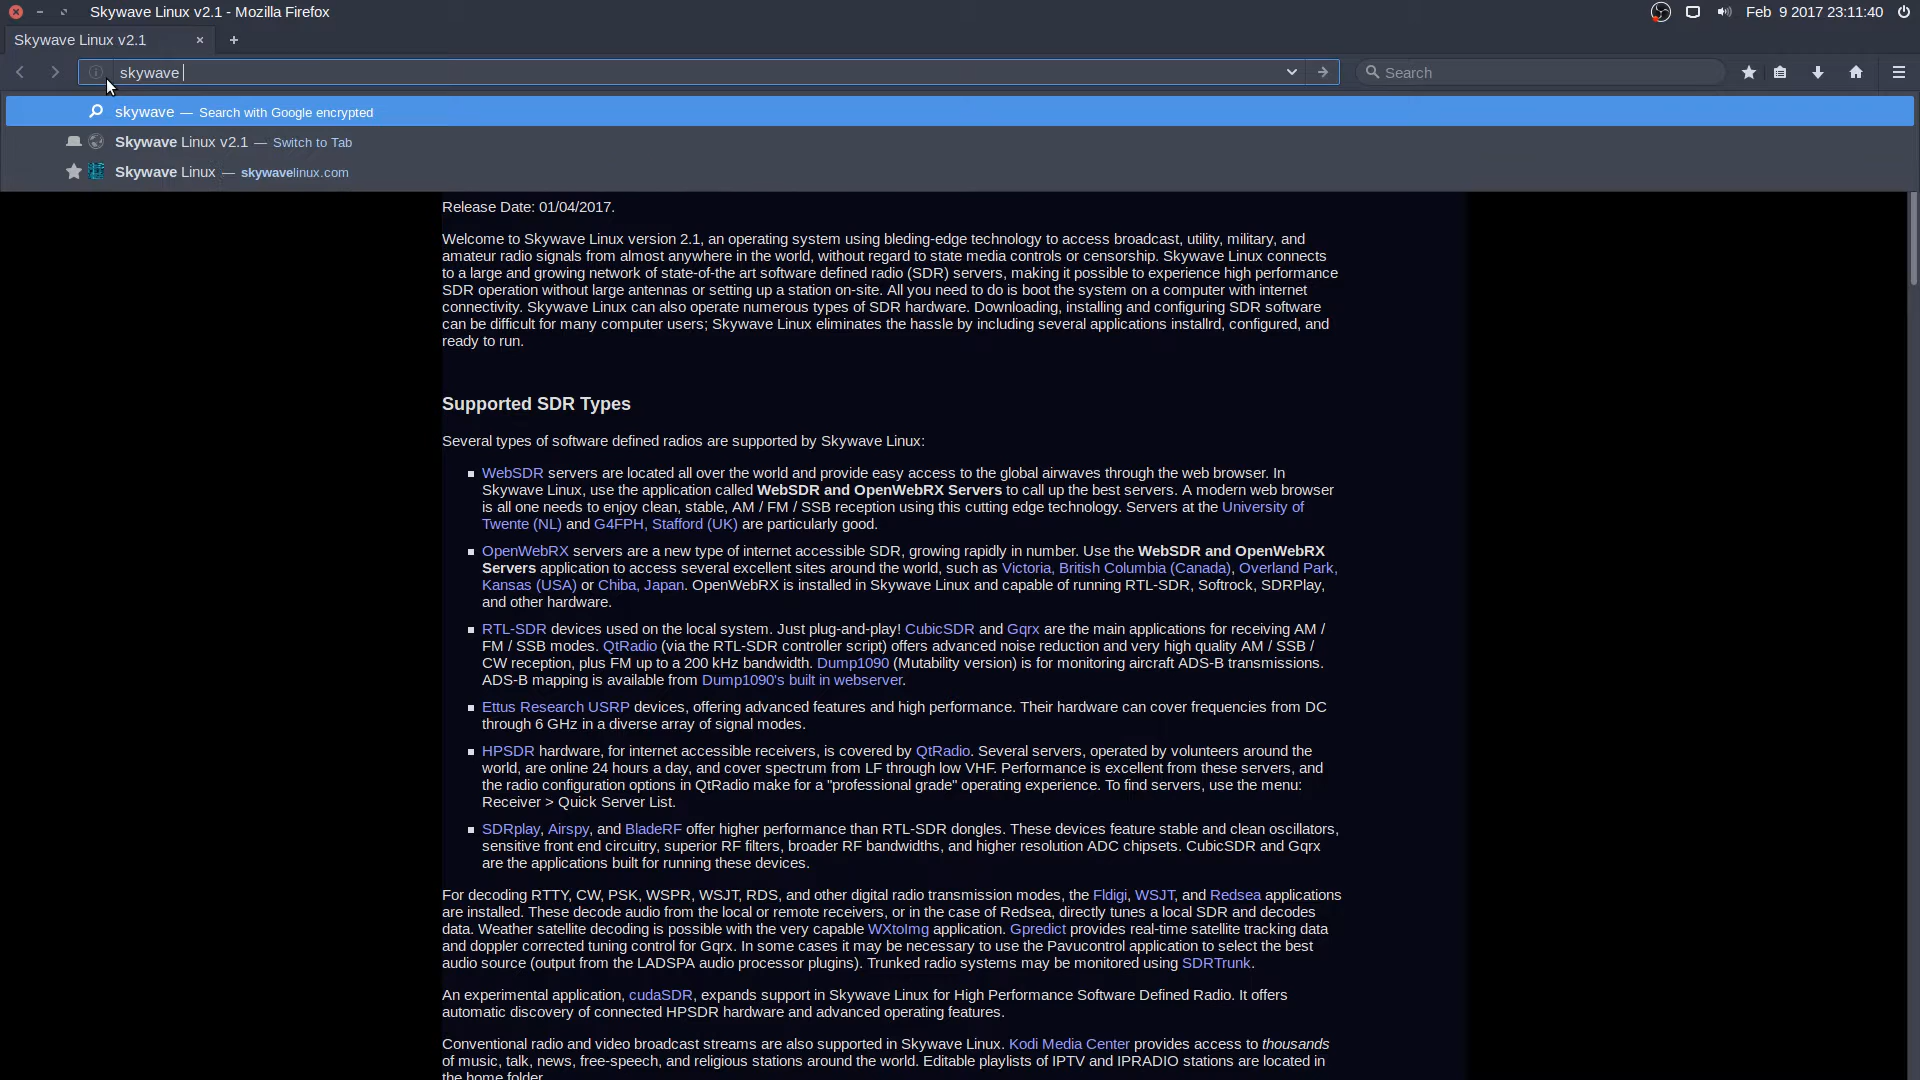 Skywave Linux v2.1 - Mozilla Firefox
Feb 9 2017 23:11:40
Skywave Linux v2.1
skywave
Search
skywave — Search with Google encrypted
Skywave Linux v2.1 — Switch to Tab
Skywave Linux — skywavelinux.com
Release Date: 01/04/2017.
Welcome to Skywave Linux version 2.1, an operating system using bleding-edge technology to access broadcast, utility, military, and
amateur radio signals from almost anywhere in the world, without regard to state media controls or censorship. Skywave Linux connects
to a large and growing network of state-of-the art software defined radio (SDR) servers, making it possible to experience high performance
SDR operation without large antennas or setting up a station on-site. All you need to do is boot the system on a computer with internet
connectivity. Skywave Linux can also operate numerous types of SDR hardware. Downloading, installing and configuring SDR software
can be difficult for many computer users; Skywave Linux eliminates the hassle by including several applications installrd, configured, and
ready to run.
Supported SDR Types
Several types of software defined radios are supported by Skywave Linux:
WebSDR servers are located all over the world and provide easy access to the global airwaves through the web browser. In
Skywave Linux, use the application called WebSDR and OpenWebRX Servers to call up the best servers. A modern web browser
is all one needs to enjoy clean, stable, AM / FM / SSB reception using this cutting edge technology. Servers at the University of
Twente (NL) and G4FPH, Stafford (UK) are particularly good.
OpenWebRX servers are a new type of internet accessible SDR, growing rapidly in number. Use the WebSDR and OpenWebRX
Servers application to access several excellent sites around the world, such as Victoria, British Columbia (Canada), Overland Park,
Kansas (USA) or Chiba, Japan. OpenWebRX is installed in Skywave Linux and capable of running RTL-SDR, Softrock, SDRPlay,
and other hardware.
RTL-SDR devices used on the local system. Just plug-and-play! CubicSDR and Gqrx are the main applications for receiving AM /
FM / SSB modes. QtRadio (via the RTL-SDR controller script) offers advanced noise reduction and very high quality AM / SSB /
CW reception, plus FM up to a 200 kHz bandwidth. Dump1090 (Mutability version) is for monitoring aircraft ADS-B transmissions.
ADS-B mapping is available from Dump1090's built in webserver.
Ettus Research USRP devices, offering advanced features and high performance. Their hardware can cover frequencies from DC
through 6 GHz in a diverse array of signal modes.
HPSDR hardware, for internet accessible receivers, is covered by QtRadio. Several servers, operated by volunteers around the
world, are online 24 hours a day, and cover spectrum from LF through low VHF. Performance is excellent from these servers, and
the radio configuration options in QtRadio make for a "professional grade" operating experience. To find servers, use the menu:
Receiver > Quick Server List.
SDRplay, Airspy, and BladeRF offer higher performance than RTL-SDR dongles. These devices feature stable and clean oscillators,
sensitive front end circuitry, superior RF filters, broader RF bandwidths, and higher resolution ADC chipsets. CubicSDR and Gqrx
are the applications built for running these devices.
For decoding RTTY, CW, PSK, WSPR, WSJT, RDS, and other digital radio transmission modes, the Fldigi, WSJT, and Redsea applications
are installed. These decode audio from the local or remote receivers, or in the case of Redsea, directly tunes a local SDR and decodes
data. Weather satellite decoding is possible with the very capable WXtoImg application. Gpredict provides real-time satellite tracking data
and doppler corrected tuning control for Gqrx. In some cases it may be necessary to use the Pavucontrol application to select the best
audio source (output from the LADSPA audio processor plugins). Trunked radio systems may be monitored using SDRTrunk.
An experimental application, cudaSDR, expands support in Skywave Linux for High Performance Software Defined Radio. It offers
automatic discovery of connected HPSDR hardware and advanced operating features.
Conventional radio and video broadcast streams are also supported in Skywave Linux. Kodi Media Center provides access to thousands
of music, talk, news, free-speech, and religious stations around the world. Editable playlists of IPTV and IPRADIO stations are located in
the home folder.